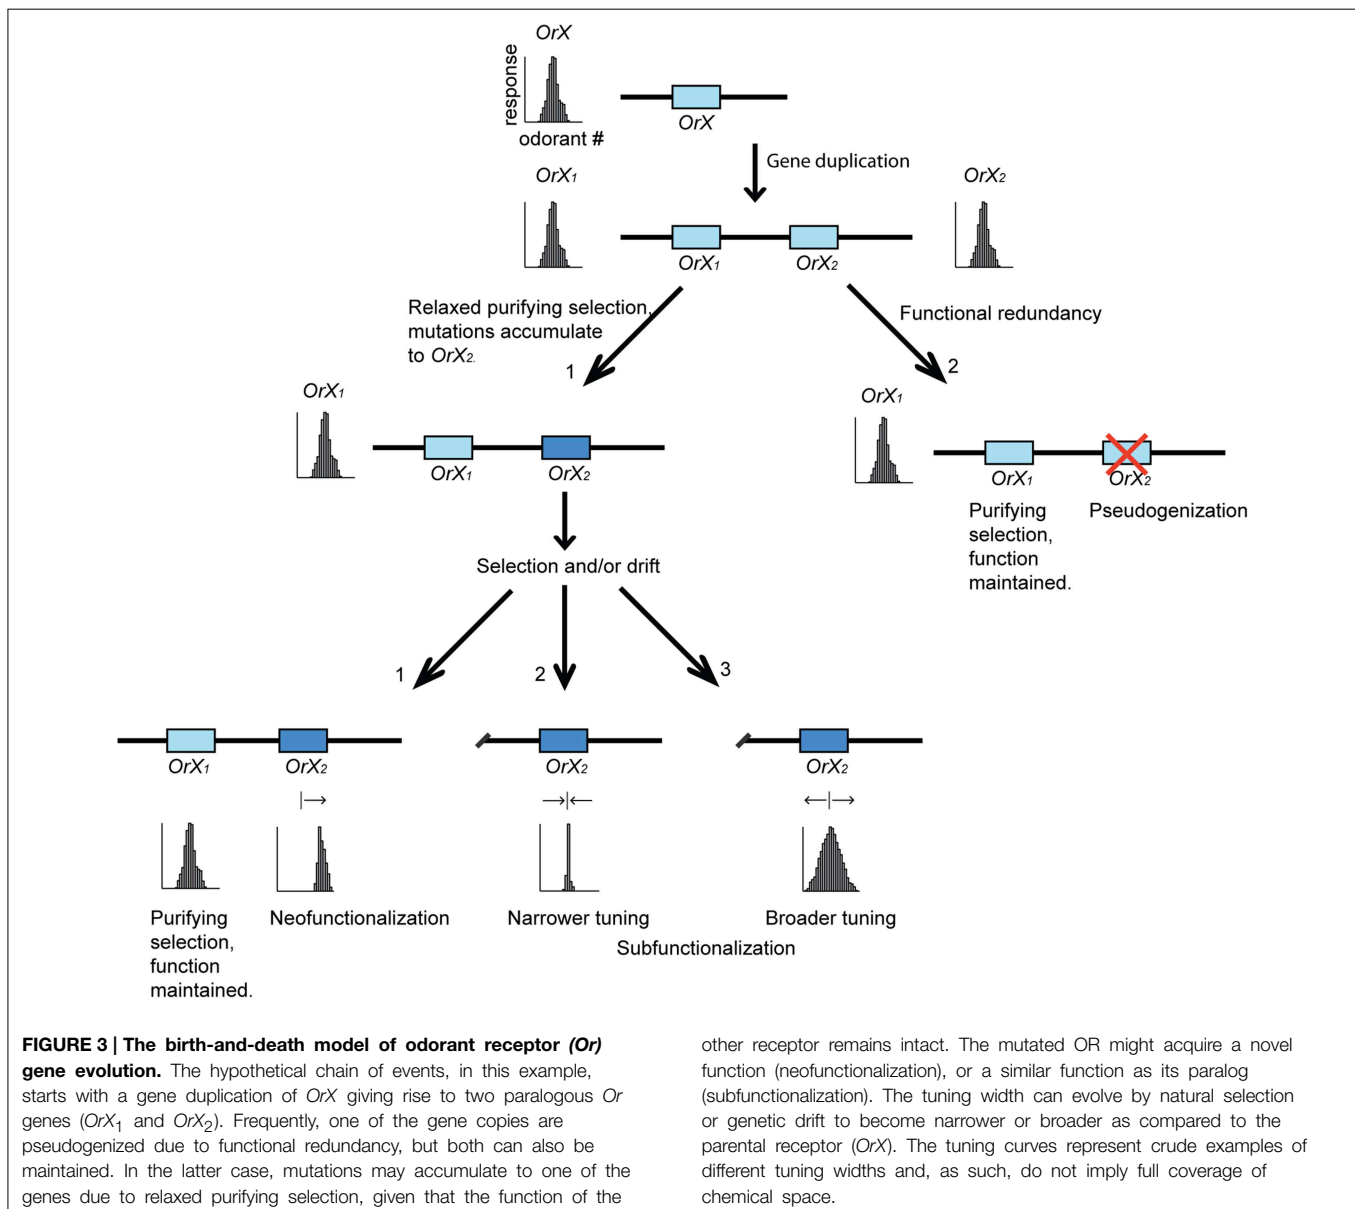 OrX
response
odorant #
OrX
Gene duplication
OrX1
OrX2
OrX1
OrX2
Relaxed purifying selection,
mutations accumulate
to OrX2.
Functional redundancy
1
2
OrX1
OrX1
OrX1
OrX2
OrX1
OrX2
Purifying
selection,
function
maintained.
Pseudogenization
Selection and/or drift
1
2
3
OrX1
OrX2
OrX2
OrX2
Purifying
selection,
function
maintained.
Neofunctionalization
Narrower tuning
Broader tuning
Subfunctionalization
FIGURE 3 | The birth-and-death model of odorant receptor (Or)
gene evolution. The hypothetical chain of events, in this example,
starts with a gene duplication of OrX giving rise to two paralogous Or
genes (OrX1 and OrX2). Frequently, one of the gene copies are
pseudogenized due to functional redundancy, but both can also be
maintained. In the latter case, mutations may accumulate to one of the
genes due to relaxed purifying selection, given that the function of the
other receptor remains intact. The mutated OR might acquire a novel
function (neofunctionalization), or a similar function as its paralog
(subfunctionalization). The tuning width can evolve by natural selection
or genetic drift to become narrower or broader as compared to the
parental receptor (OrX). The tuning curves represent crude examples of
different tuning widths and, as such, do not imply full coverage of
chemical space.